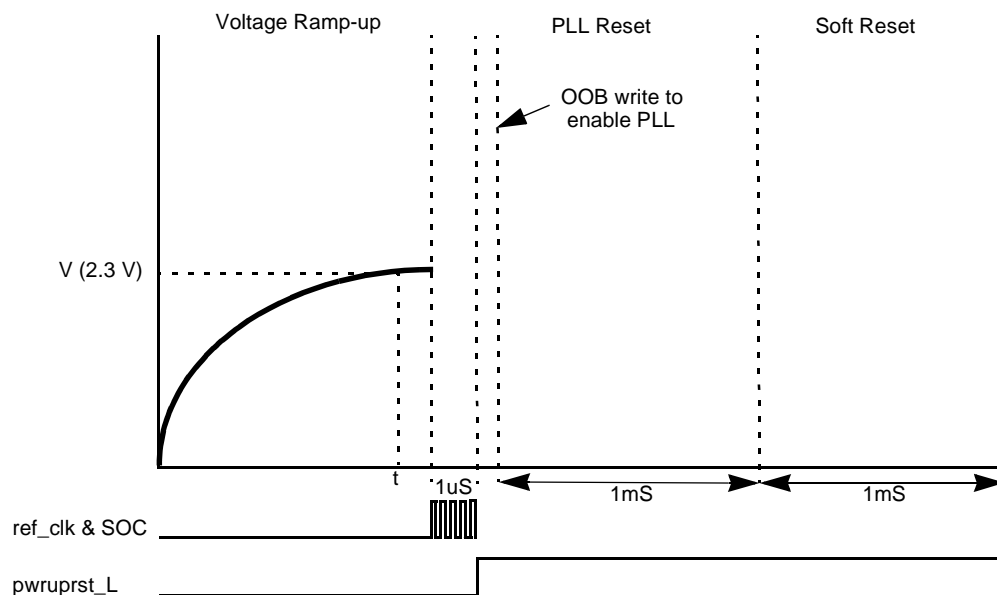 Voltage Ramp-up
PLL Reset
Soft Reset
OOB write to
enable PLL
V (2.3 V)
t
1uS
1mS
1mS
ref_clk & SOC
pwruprst_L